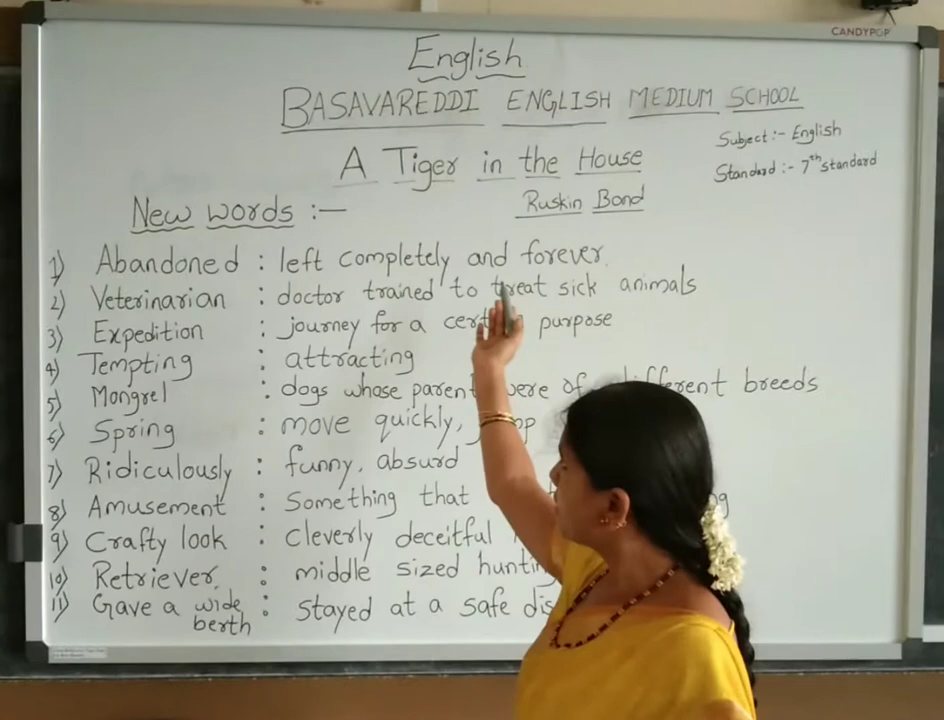 CANDYPOP
English
BASAVAREDDI ENGLISH MEDIUM SCHOOL
Subject :- English
Standard :- 7th standard
A Tiger in the House
Ruskin Bond
New words :-
1) Abandoned : left completely and forever.
2) Veterinarian : doctor trained to treat sick animals
3) Expedition : journey for a purpose
4) Tempting : attracting
5) Mongrel : dogs whose were of different breeds
6) Spring : move quickly,
7) Ridiculously : funny, absurd
8) Amusement : Something that
9) Crafty look : cleverly deceitful
10) Retriever : middle sized
11) Gave a wide berth : stayed at a safe